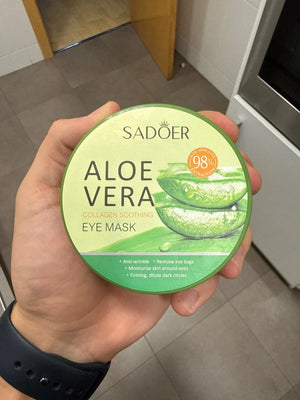 SADOER
ALOE
98%
VERA
COLLAGEN SOOTHING
EYE MASK
• Anti-wrinkle • Remove eye bags
• Moisturize skin around eyes
• Firming, dilute dark circles